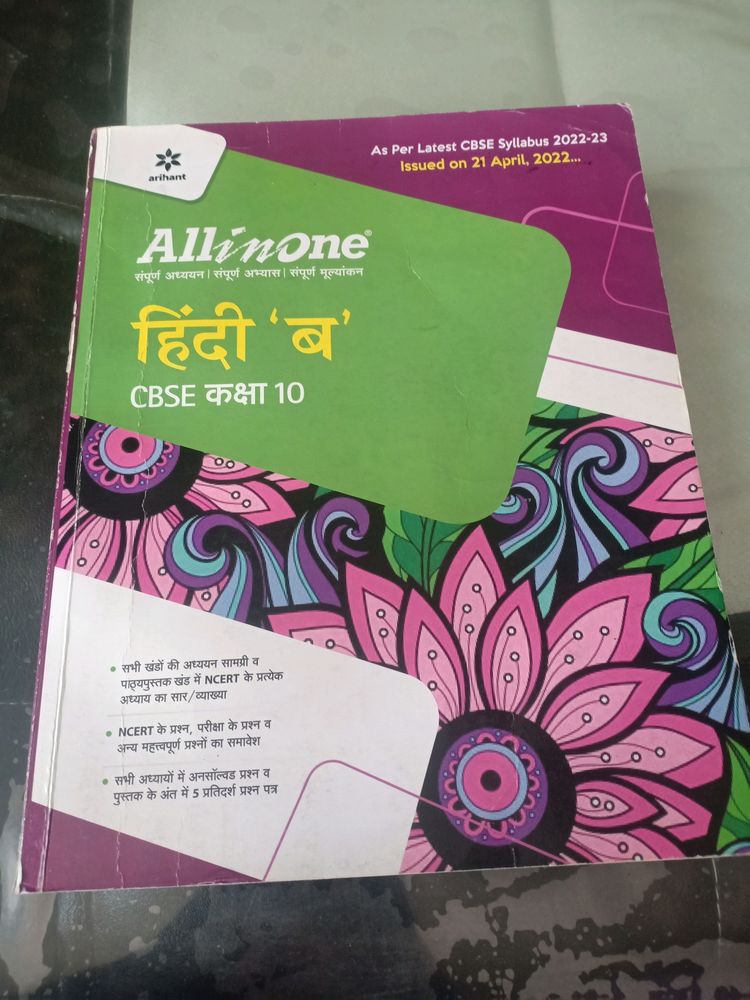 arihant
As Per Latest CBSE Syllabus 2022-23
Issued on 21 April, 2022...
All in One®
संपूर्ण अध्ययन | संपूर्ण अभ्यास | संपूर्ण मूल्यांकन
हिंदी ‘ब’
CBSE कक्षा 10
• सभी खंडों की अध्ययन सामग्री व
पाठ्यपुस्तक खंड में NCERT के प्रत्येक
अध्याय का सार/व्याख्या
• NCERT के प्रश्न, परीक्षा के प्रश्न व
अन्य महत्त्वपूर्ण प्रश्नों का समावेश
• सभी अध्यायों में अनसॉल्वड प्रश्न व
पुस्तक के अंत में 5 प्रतिदर्श प्रश्न पत्र